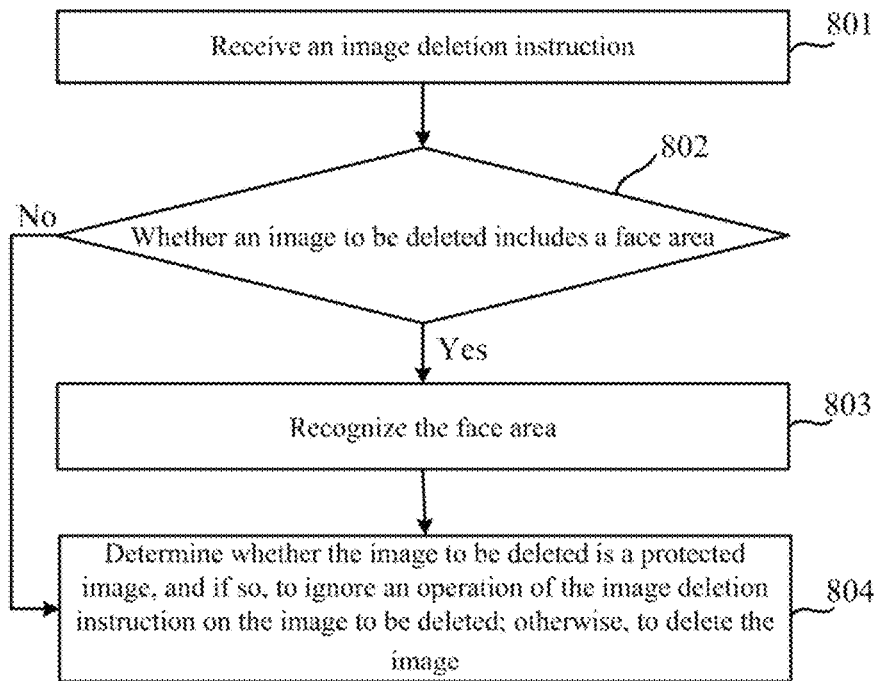 801
Receive an image deletion instruction
802
No
Whether an image to be deleted includes a face area
Yes
803
Recognize the face area
Determine whether the image to be deleted is a protected
image, and if so, to ignore an operation of the image deletion
instruction on the image to be deleted; otherwise, to delete the
image
804